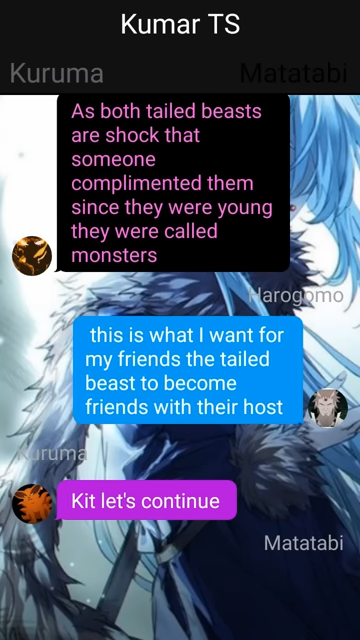 Kumar TS
Kuruma
Matatabi
As both tailed beasts
are shock that
someone
complimented them
since they were young
they were called
monsters
Harogomo
this is what I want for
my friends the tailed
beast to become
friends with their host
Kuruma
Kit let's continue
Matatabi